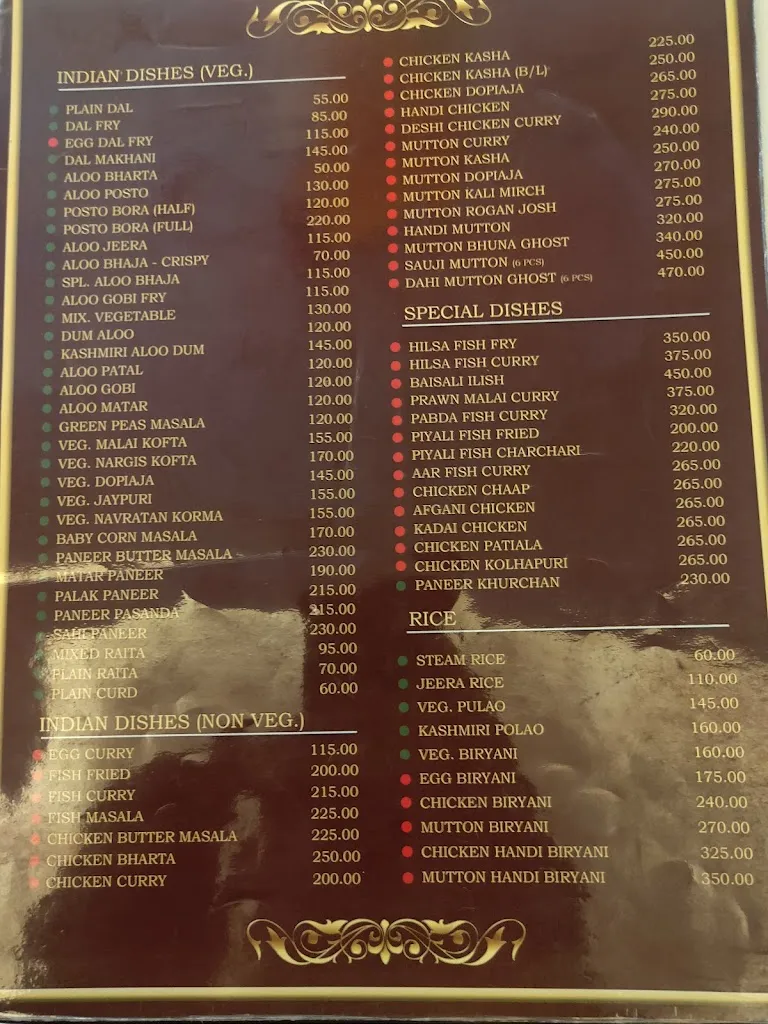 INDIAN DISHES (VEG.)
PLAIN DAL 55.00
DAL FRY 85.00
EGG DAL FRY 115.00
DAL MAKHANI 145.00
ALOO BHARTA 50.00
ALOO POSTO 130.00
POSTO BORA (HALF) 120.00
POSTO BORA (FULL) 220.00
ALOO JEERA 115.00
ALOO BHAJA - CRISPY 70.00
SPL. ALOO BHAJA 115.00
ALOO GOBI FRY 115.00
MIX. VEGETABLE 130.00
DUM ALOO 120.00
KASHMIRI ALOO DUM 145.00
ALOO PATAL 120.00
ALOO GOBI 120.00
ALOO MATAR 120.00
GREEN PEAS MASALA 120.00
VEG. MALAI KOFTA 155.00
VEG. NARGIS KOFTA 170.00
VEG. DOPIAJA 145.00
VEG. JAYPURI 155.00
VEG. NAVRATAN KORMA 155.00
BABY CORN MASALA 170.00
PANEER BUTTER MASALA 230.00
MATAR PANEER 190.00
PALAK PANEER 215.00
PANEER PASANDA 215.00
SAHI PANEER 230.00
MIXED RAITA 95.00
PLAIN RAITA 70.00
PLAIN CURD 60.00
INDIAN DISHES (NON VEG.)
EGG CURRY 115.00
FISH FRIED 200.00
FISH CURRY 215.00
FISH MASALA 225.00
CHICKEN BUTTER MASALA 225.00
CHICKEN BHARTA 250.00
CHICKEN CURRY 200.00
CHICKEN KASHA 225.00
CHICKEN KASHA (B/L) 250.00
CHICKEN DOPIAJA 265.00
HANDI CHICKEN 275.00
DESHI CHICKEN CURRY 290.00
MUTTON CURRY 240.00
MUTTON KASHA 250.00
MUTTON DOPIAJA 270.00
MUTTON KALI MIRCH 275.00
MUTTON ROGAN JOSH 275.00
HANDI MUTTON 320.00
MUTTON BHUNA GHOST 340.00
SAUJI MUTTON (6 PCS) 450.00
DAHI MUTTON GHOST (6 PCS) 470.00
SPECIAL DISHES
HILSA FISH FRY 350.00
HILSA FISH CURRY 375.00
BAISALI ILISH 450.00
PRAWN MALAI CURRY 375.00
PABDA FISH CURRY 320.00
PIYALI FISH FRIED 200.00
PIYALI FISH CHARCHARI 220.00
AAR FISH CURRY 265.00
CHICKEN CHAAP 265.00
AFGANI CHICKEN 265.00
KADAI CHICKEN 265.00
CHICKEN PATIALA 265.00
CHICKEN KOLHAPURI 265.00
PANEER KHURCHAN 230.00
RICE
STEAM RICE 60.00
JEERA RICE 110.00
VEG. PULAO 145.00
KASHMIRI POLAO 160.00
VEG. BIRYANI 160.00
EGG BIRYANI 175.00
CHICKEN BIRYANI 240.00
MUTTON BIRYANI 270.00
CHICKEN HANDI BIRYANI 325.00
MUTTON HANDI BIRYANI 350.00